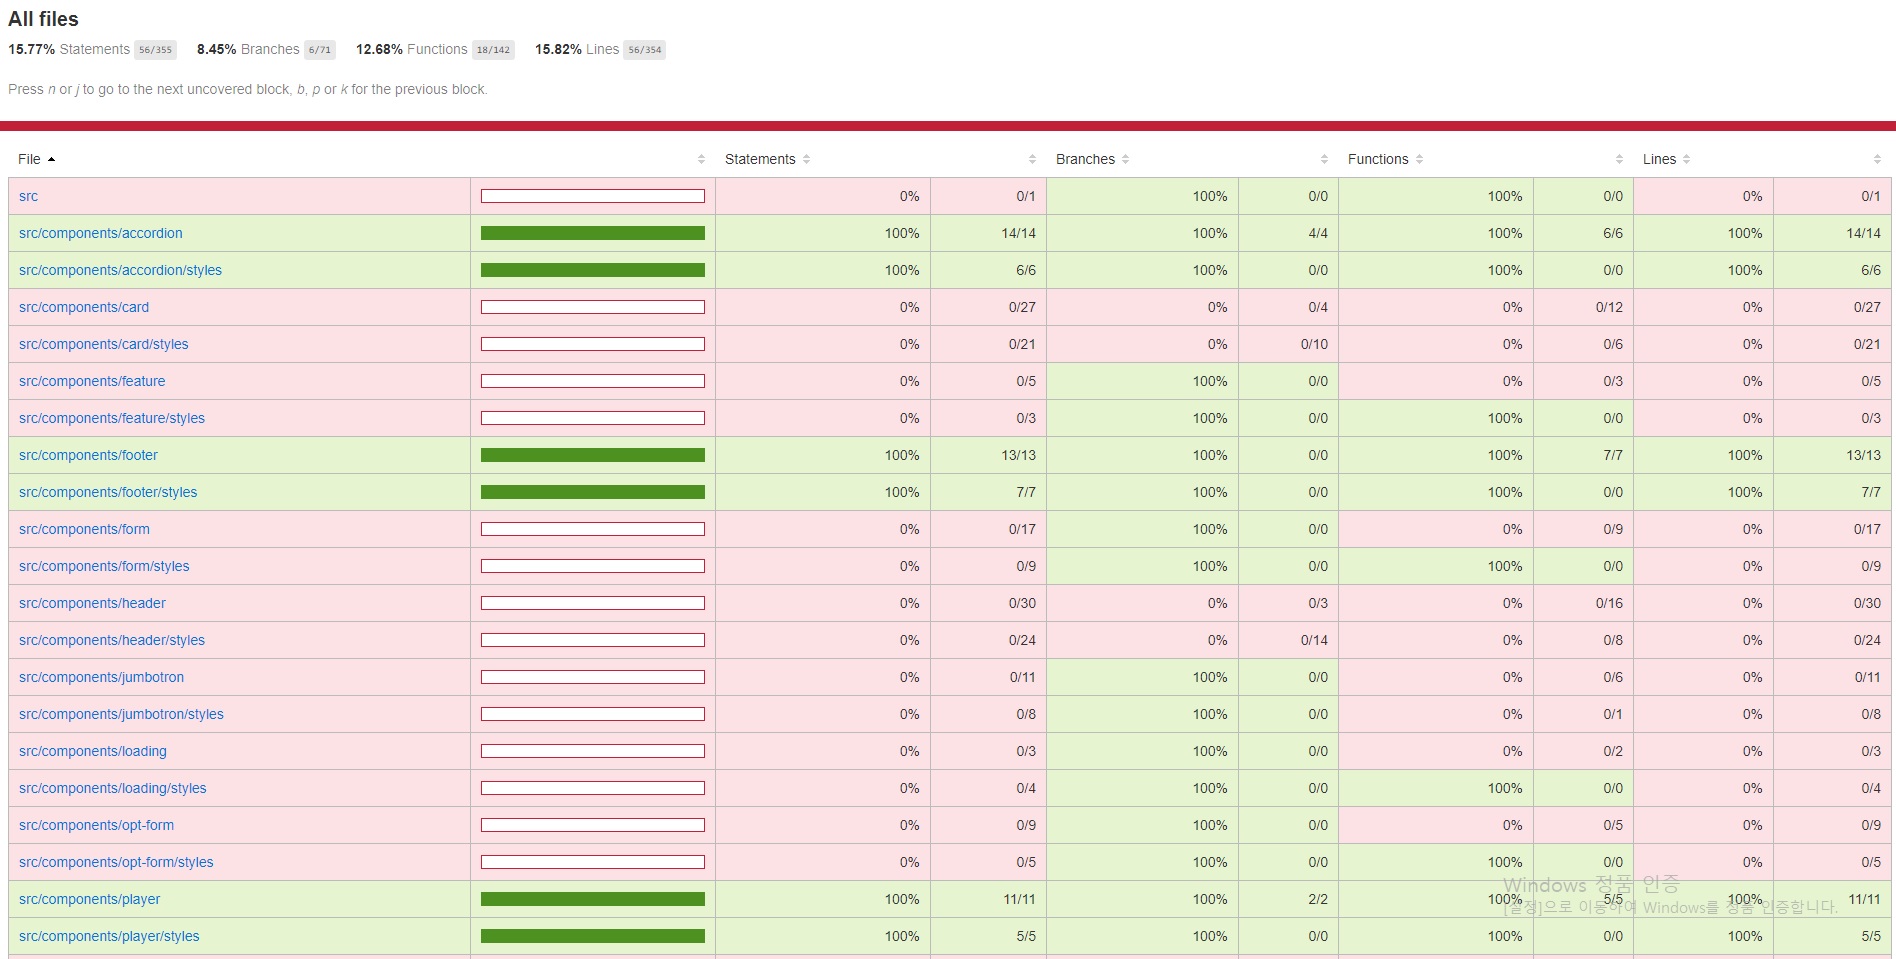 All files
15.77% Statements 56/355 8.45% Branches 6/71 12.68% Functions 18/142 15.82% Lines 56/354
Press n or j to go to the next uncovered block, b, p or k for the previous block.
File Statements Branches Functions Lines
src 0% 0/1 100% 0/0 100% 0/0 0% 0/1
src/components/accordion 100% 14/14 100% 4/4 100% 6/6 100% 14/14
src/components/accordion/styles 100% 6/6 100% 0/0 100% 0/0 100% 6/6
src/components/card 0% 0/27 0% 0/4 0% 0/12 0% 0/27
src/components/card/styles 0% 0/21 0% 0/10 0% 0/6 0% 0/21
src/components/feature 0% 0/5 100% 0/0 0% 0/3 0% 0/5
src/components/feature/styles 0% 0/3 100% 0/0 100% 0/0 0% 0/3
src/components/footer 100% 13/13 100% 0/0 100% 7/7 100% 13/13
src/components/footer/styles 100% 7/7 100% 0/0 100% 0/0 100% 7/7
src/components/form 0% 0/17 100% 0/0 0% 0/9 0% 0/17
src/components/form/styles 0% 0/9 100% 0/0 100% 0/0 0% 0/9
src/components/header 0% 0/30 0% 0/3 0% 0/16 0% 0/30
src/components/header/styles 0% 0/24 0% 0/14 0% 0/8 0% 0/24
src/components/jumbotron 0% 0/11 100% 0/0 0% 0/6 0% 0/11
src/components/jumbotron/styles 0% 0/8 100% 0/0 0% 0/1 0% 0/8
src/components/loading 0% 0/3 100% 0/0 0% 0/2 0% 0/3
src/components/loading/styles 0% 0/4 100% 0/0 100% 0/0 0% 0/4
src/components/opt-form 0% 0/9 100% 0/0 0% 0/5 0% 0/9
src/components/opt-form/styles 0% 0/5 100% 0/0 100% 0/0 0% 0/5
Windows 정품 인증
src/components/player 100% 11/11 100% 2/2 100% 5/5 100% 11/11
[설정]으로 이동하여 Windows를 정품 인증합니다.
src/components/player/styles 100% 5/5 100% 0/0 100% 0/0 100% 5/5